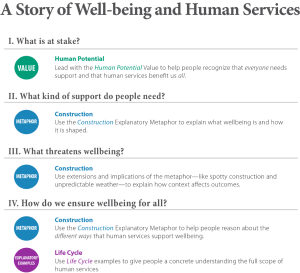 A Story of Well-being and Human Services
I. What is at stake?
VALUE
Human Potential
Lead with the Human Potential Value to help people recognize that everyone needs
support and that human services benefit us all.
II. What kind of support do people need?
METAPHOR
Construction
Use the Construction Explanatory Metaphor to explain what wellbeing is and how
it is shaped.
III. What threatens wellbeing?
METAPHOR
Construction
Use extensions and implications of the metaphor—like spotty construction and
unpredictable weather—to explain how context affects outcomes.
IV. How do we ensure wellbeing for all?
METAPHOR
Construction
Use the Construction Explanatory Metaphor to help people reason about the
different ways that human services support wellbeing.
EXPLANATORY
EXAMPLES
Life Cycle
Use Life Cycle examples to give people a concrete understanding the full scope of
human services.